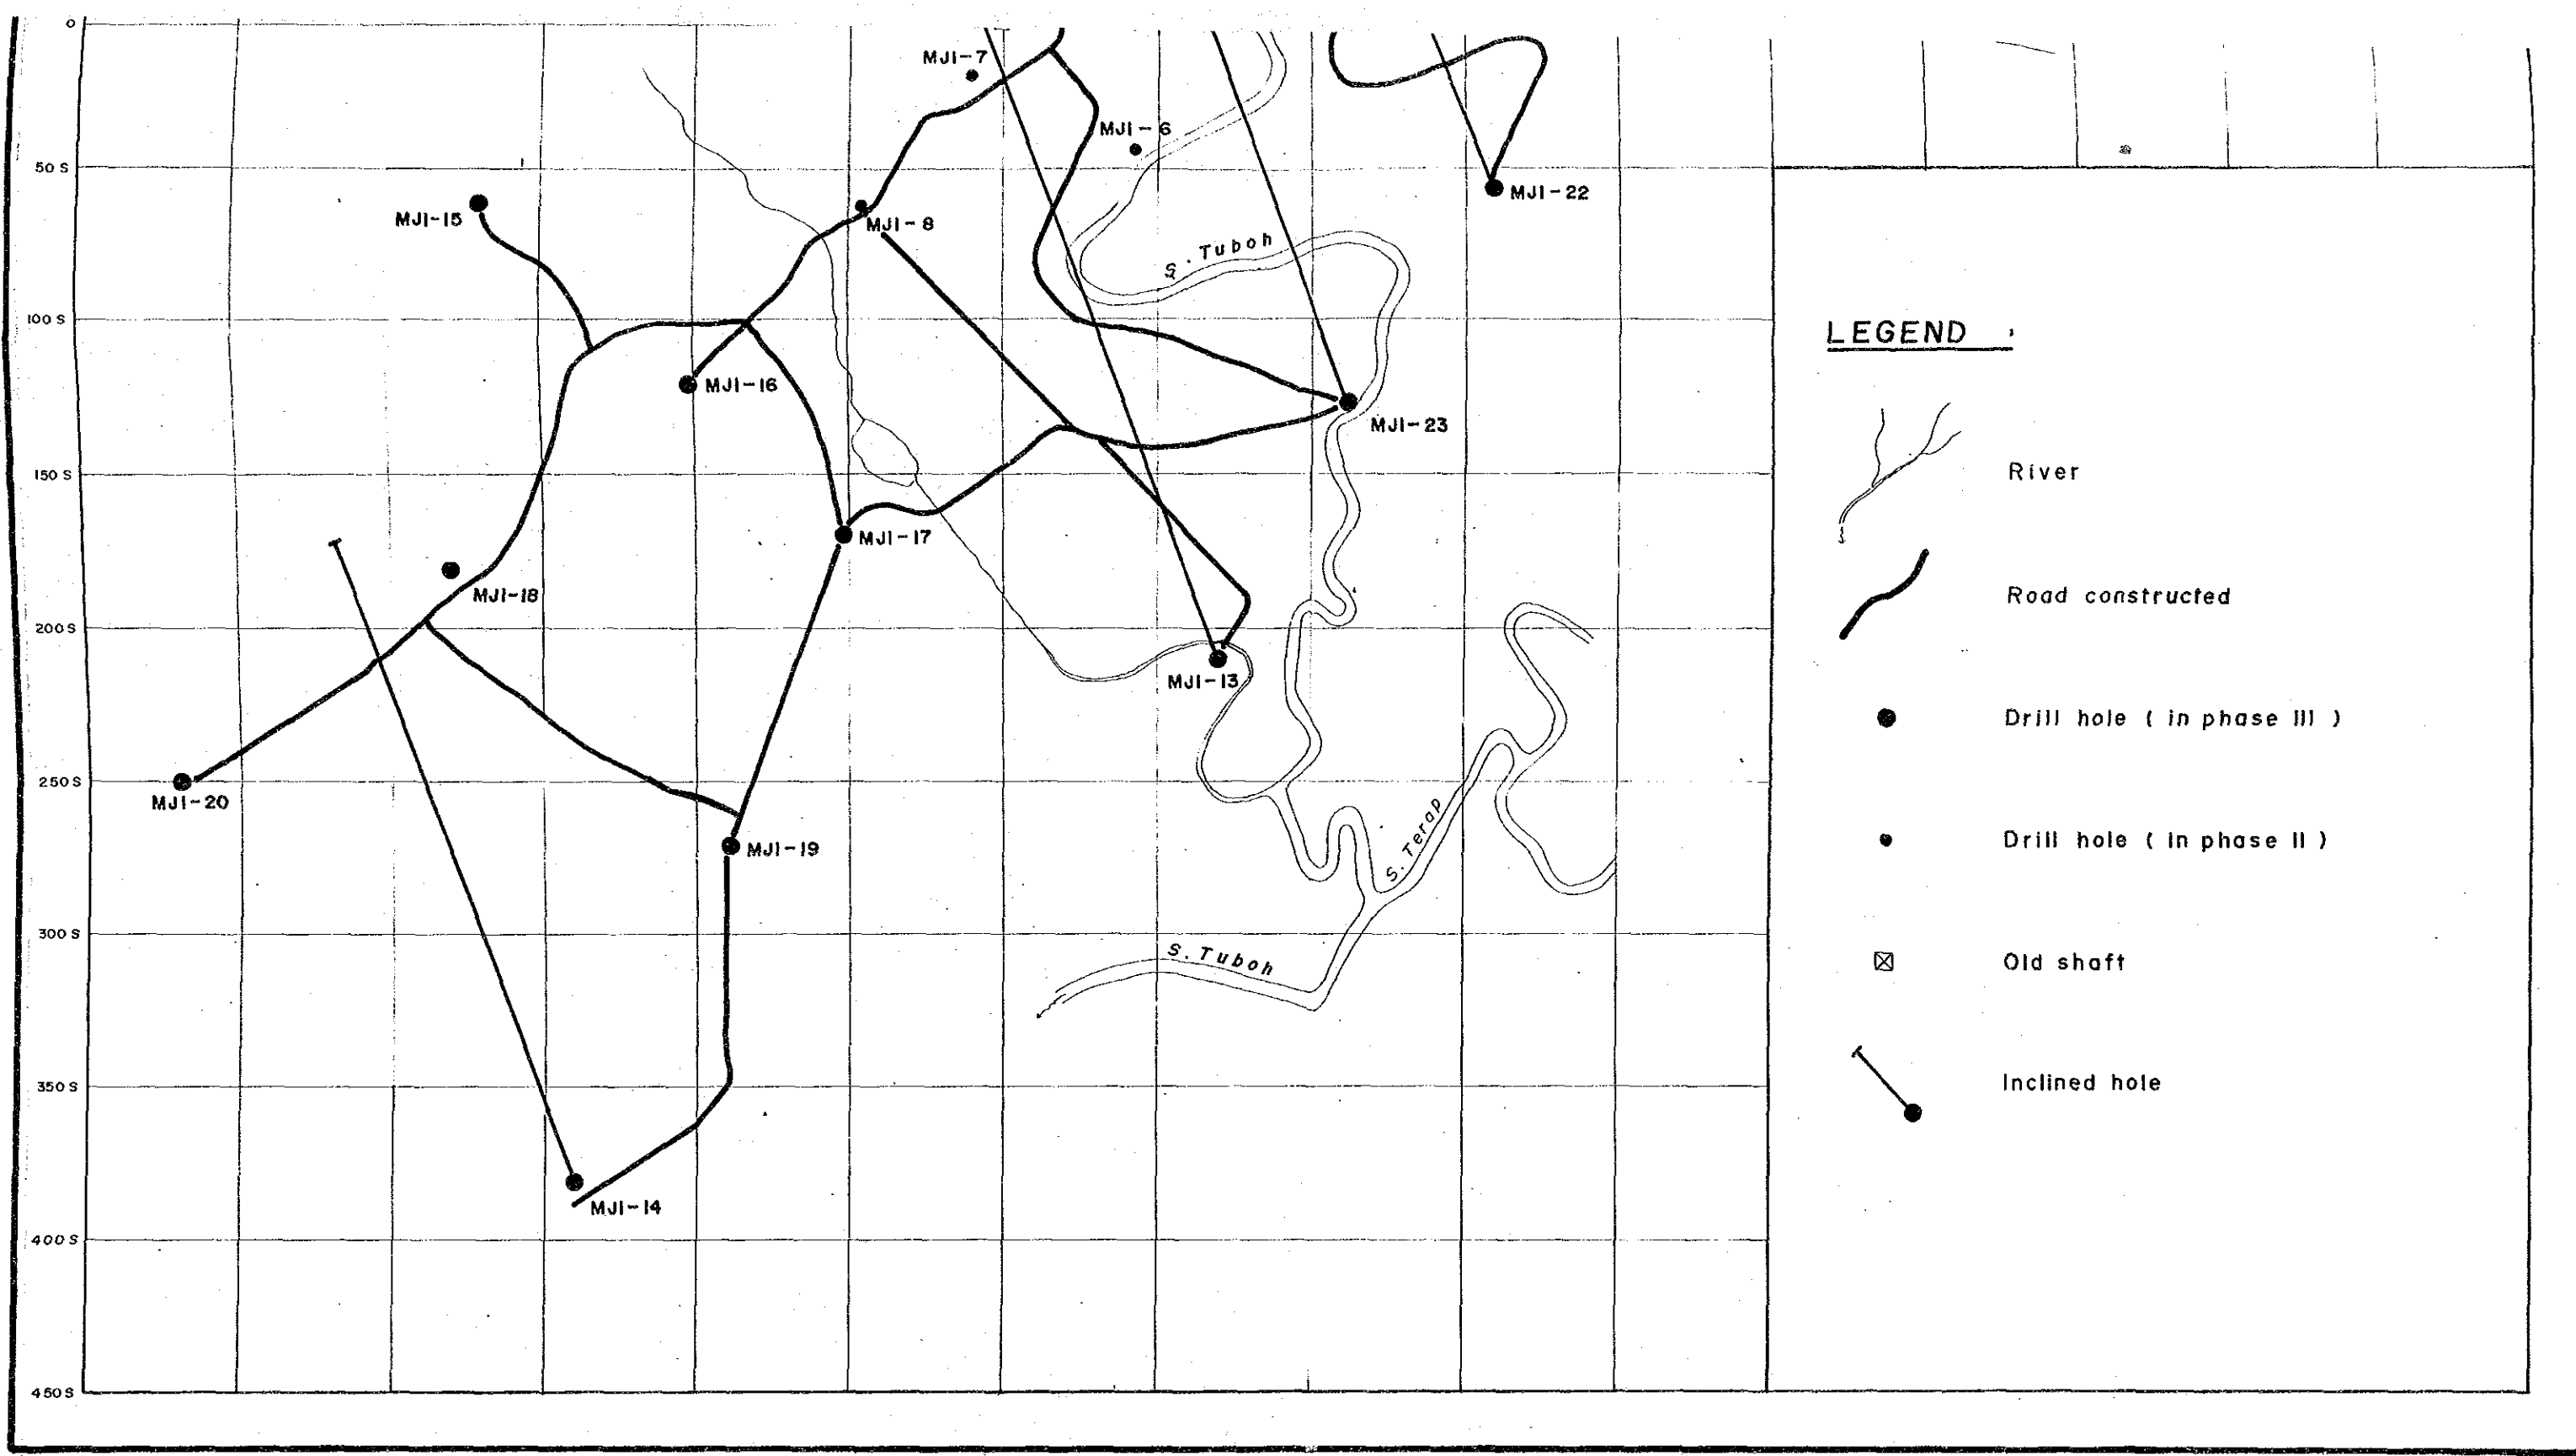 0
MJI-7
MJI-6
50 S
MJI-22
MJI-15
MJI-8
S. Tuboh
100 S
LEGEND
MJI-16
MJI-23
150 S
River
MJI-17
MJI-18
Road constructed
200 S
MJI-13
Drill hole ( in phase III )
250 S
MJI-20
S. Terap
MJI-19
Drill hole ( in phase II )
300 S
S. Tuboh
Old shaft
350 S
Inclined hole
MJI-14
400 S
450 S